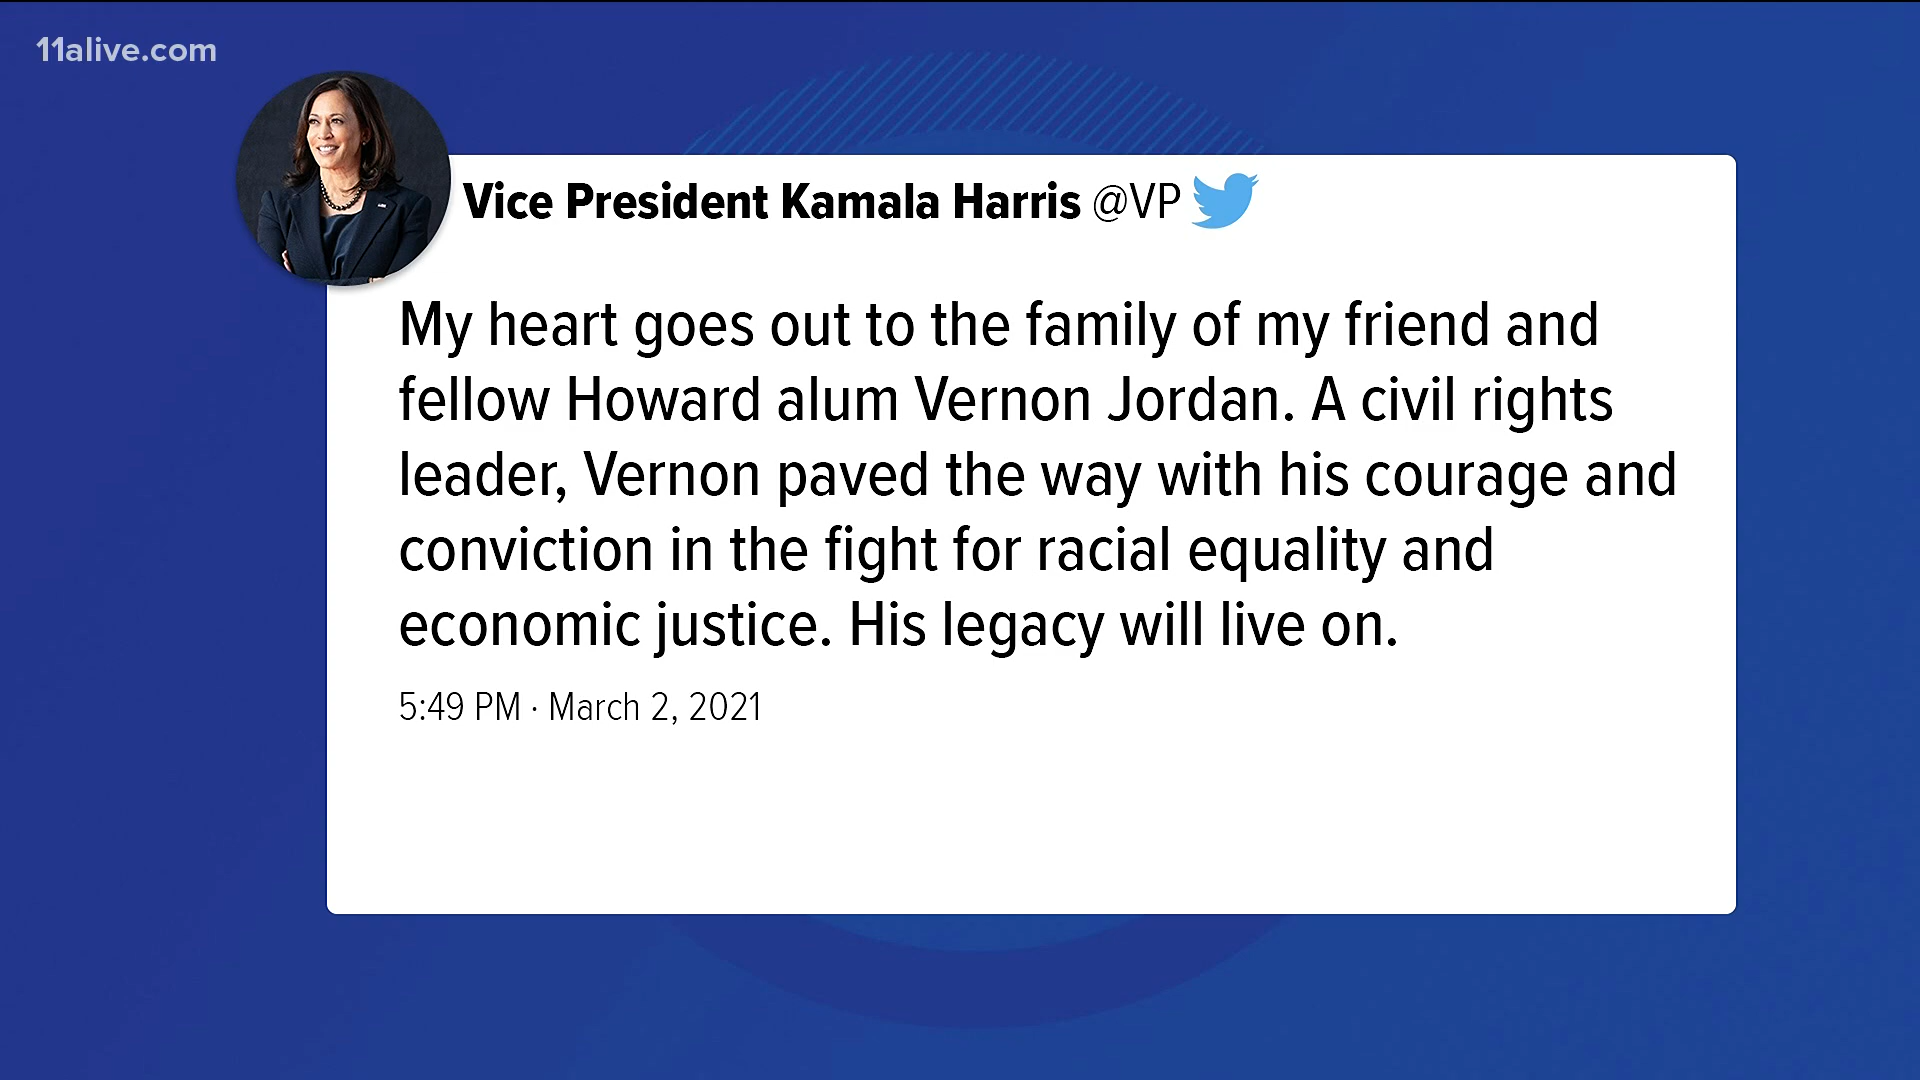 11alive.com
Vice President Kamala Harris @VP
My heart goes out to the family of my friend and
fellow Howard alum Vernon Jordan. A civil rights
leader, Vernon paved the way with his courage and
conviction in the fight for racial equality and
economic justice. His legacy will live on.
5:49 PM · March 2, 2021